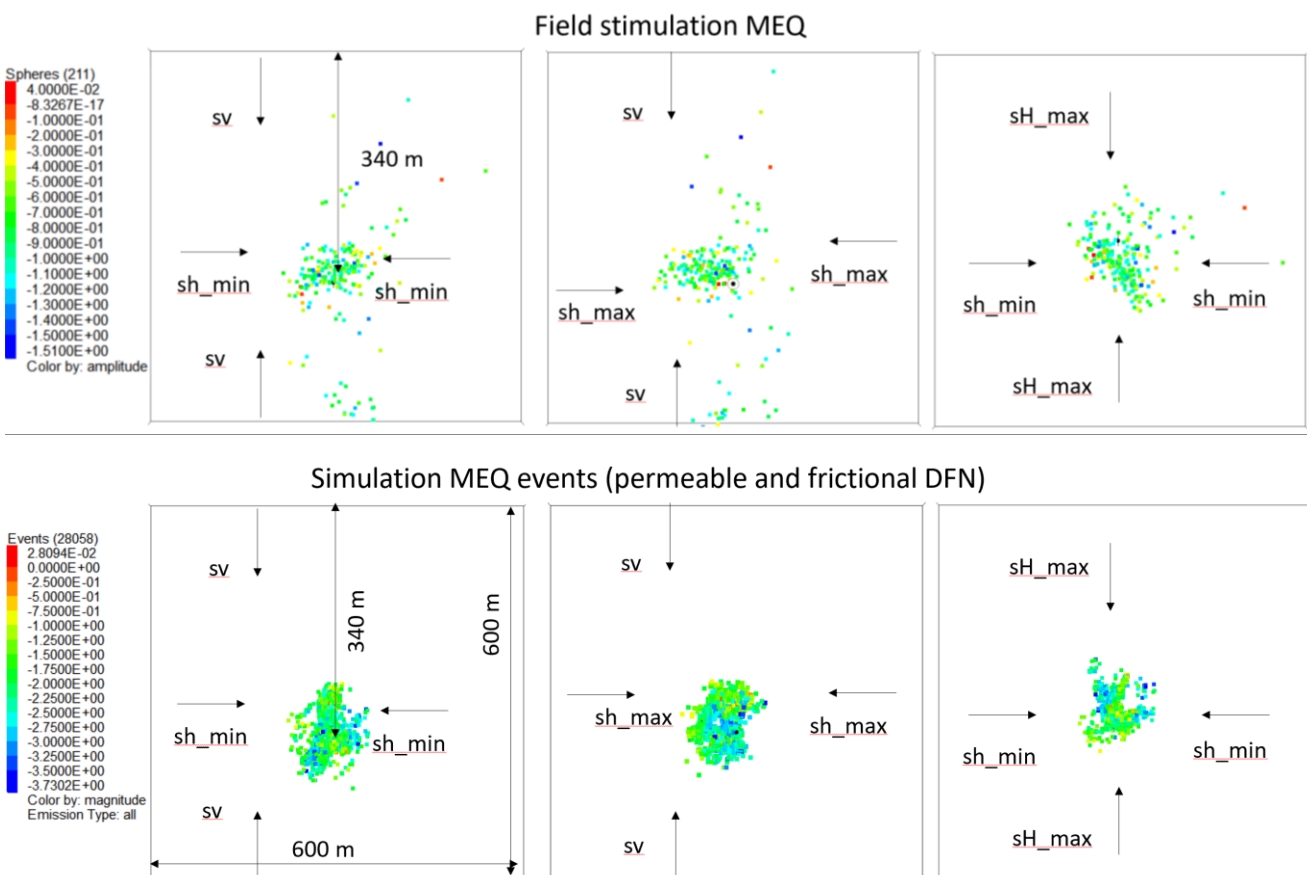 Field stimulation MEQ
Spheres (211)
4.0000E-02
-8.3267E-17
-1.0000E-01
-2.0000E-01
-3.0000E-01
-4.0000E-01
-5.0000E-01
-6.0000E-01
-7.0000E-01
-8.0000E-01
-9.0000E-01
-1.0000E+00
-1.1000E+00
-1.2000E+00
-1.3000E+00
-1.4000E+00
-1.5000E+00
-1.5100E+00
Color by: amplitude
sv
340 m
sh_min
sh_min
sv
sv
sh_max
sh_max
sv
sH_max
sh_min
sh_min
sH_max
Simulation MEQ events (permeable and frictional DFN)
Events (28058)
2.8094E-02
0.0000E+00
-2.5000E-01
-5.0000E-01
-7.5000E-01
-1.0000E+00
-1.2500E+00
-1.5000E+00
-1.7500E+00
-2.0000E+00
-2.2500E+00
-2.5000E+00
-2.7500E+00
-3.0000E+00
-3.2500E+00
-3.5000E+00
-3.7302E+00
Color by: magnitude
Emission Type: all
sv
340 m
600 m
sh_min
sh_min
sv
600 m
sv
sh_max
sh_max
sv
sH_max
sh_min
sh_min
sH_max